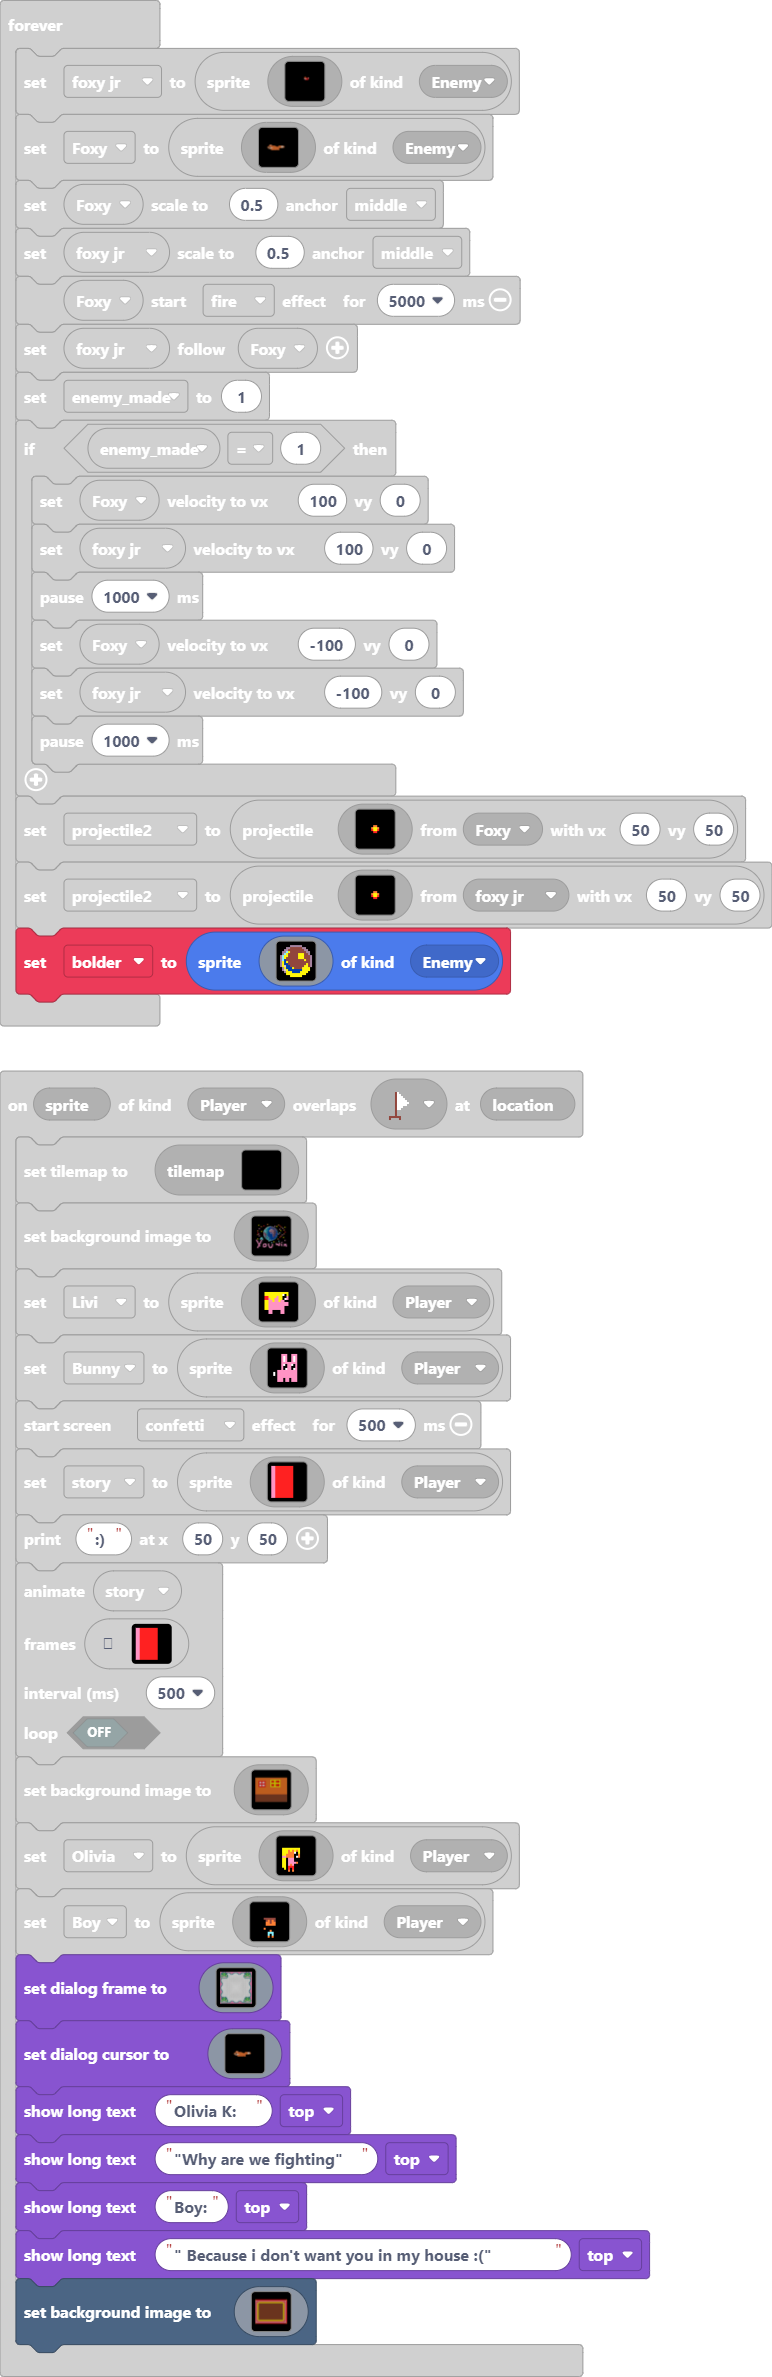 forever
set foxy jr to sprite of kind Enemy
set Foxy to sprite of kind Enemy
set Foxy scale to 0.5 anchor middle
set foxy jr scale to 0.5 anchor middle
Foxy start fire effect for 5000 ms
set foxy jr follow Foxy
set enemy_made to 1
if enemy_made = 1 then
set Foxy velocity to vx 100 vy 0
set foxy jr velocity to vx 100 vy 0
pause 1000 ms
set Foxy velocity to vx -100 vy 0
set foxy jr velocity to vx -100 vy 0
pause 1000 ms
set projectile2 to projectile from Foxy with vx 50 vy 50
set projectile2 to projectile from foxy jr with vx 50 vy 50
set bolder to sprite of kind Enemy
on sprite of kind Player overlaps at location
set tilemap to tilemap
set background image to
set Livi to sprite of kind Player
set Bunny to sprite of kind Player
start screen confetti effect for 500 ms
set story to sprite of kind Player
print ":)" at x 50 y 50
animate story
frames
interval (ms) 500
loop OFF
set background image to
set Olivia to sprite of kind Player
set Boy to sprite of kind Player
set dialog frame to
set dialog cursor to
show long text "Olivia K: " top
show long text ""Why are we fighting" " top
show long text "Boy: " top
show long text "" Because i don't want you in my house :(" " top
set background image to